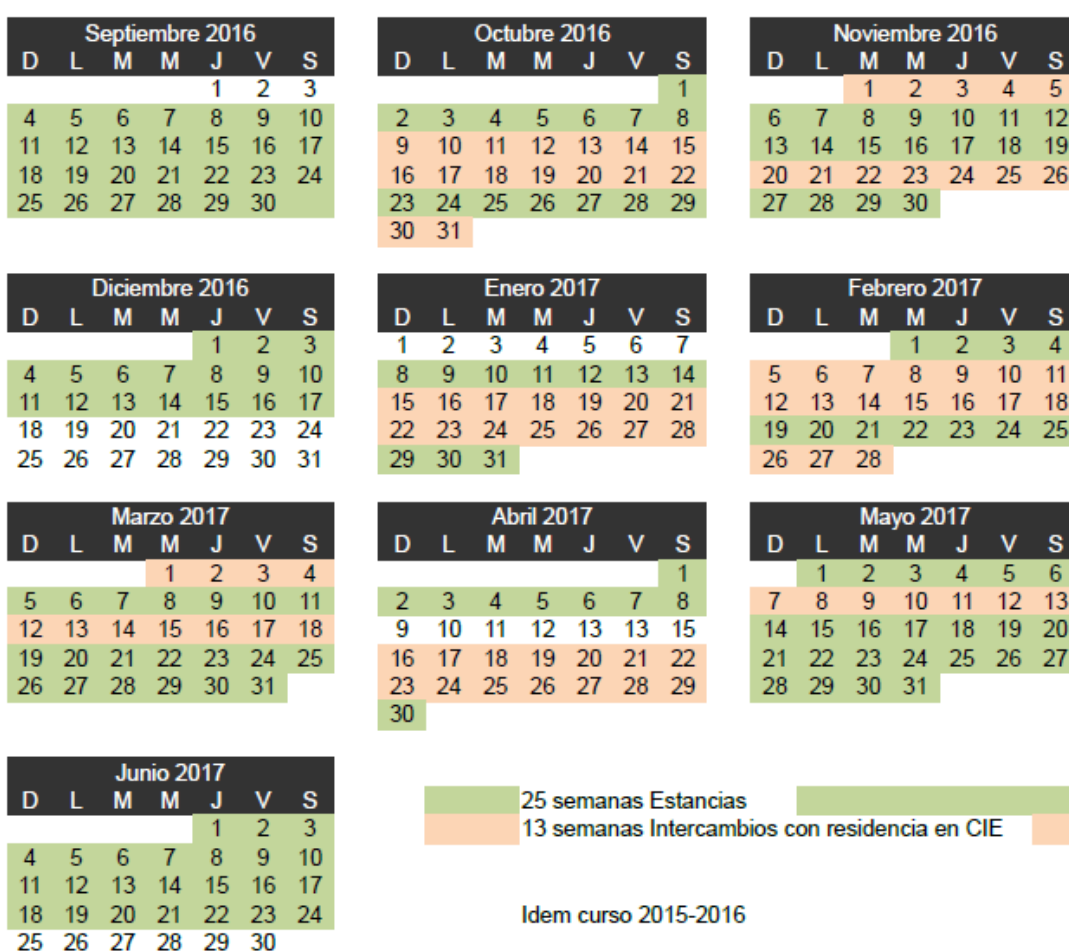 Septiembre 2016
D L M M J V S
1 2 3
4 5 6 7 8 9 10
11 12 13 14 15 16 17
18 19 20 21 22 23 24
25 26 27 28 29 30
Octubre 2016
D L M M J V S
1
2 3 4 5 6 7 8
9 10 11 12 13 14 15
16 17 18 19 20 21 22
23 24 25 26 27 28 29
30 31
Noviembre 2016
D L M M J V S
1 2 3 4 5
6 7 8 9 10 11 12
13 14 15 16 17 18 19
20 21 22 23 24 25 26
27 28 29 30
Diciembre 2016
D L M M J V S
1 2 3
4 5 6 7 8 9 10
11 12 13 14 15 16 17
18 19 20 21 22 23 24
25 26 27 28 29 30 31
Enero 2017
D L M M J V S
1 2 3 4 5 6 7
8 9 10 11 12 13 14
15 16 17 18 19 20 21
22 23 24 25 26 27 28
29 30 31
Febrero 2017
D L M M J V S
1 2 3 4
5 6 7 8 9 10 11
12 13 14 15 16 17 18
19 20 21 22 23 24 25
26 27 28
Marzo 2017
D L M M J V S
1 2 3 4
5 6 7 8 9 10 11
12 13 14 15 16 17 18
19 20 21 22 23 24 25
26 27 28 29 30 31
Abril 2017
D L M M J V S
1
2 3 4 5 6 7 8
9 10 11 12 13 13 15
16 17 18 19 20 21 22
23 24 25 26 27 28 29
30
Mayo 2017
D L M M J V S
1 2 3 4 5 6
7 8 9 10 11 12 13
14 15 16 17 18 19 20
21 22 23 24 25 26 27
28 29 30 31
Junio 2017
D L M M J V S
1 2 3
4 5 6 7 8 9 10
11 12 13 14 15 16 17
18 19 20 21 22 23 24
25 26 27 28 29 30
25 semanas Estancias
13 semanas Intercambios con residencia en CIE
Idem curso 2015-2016